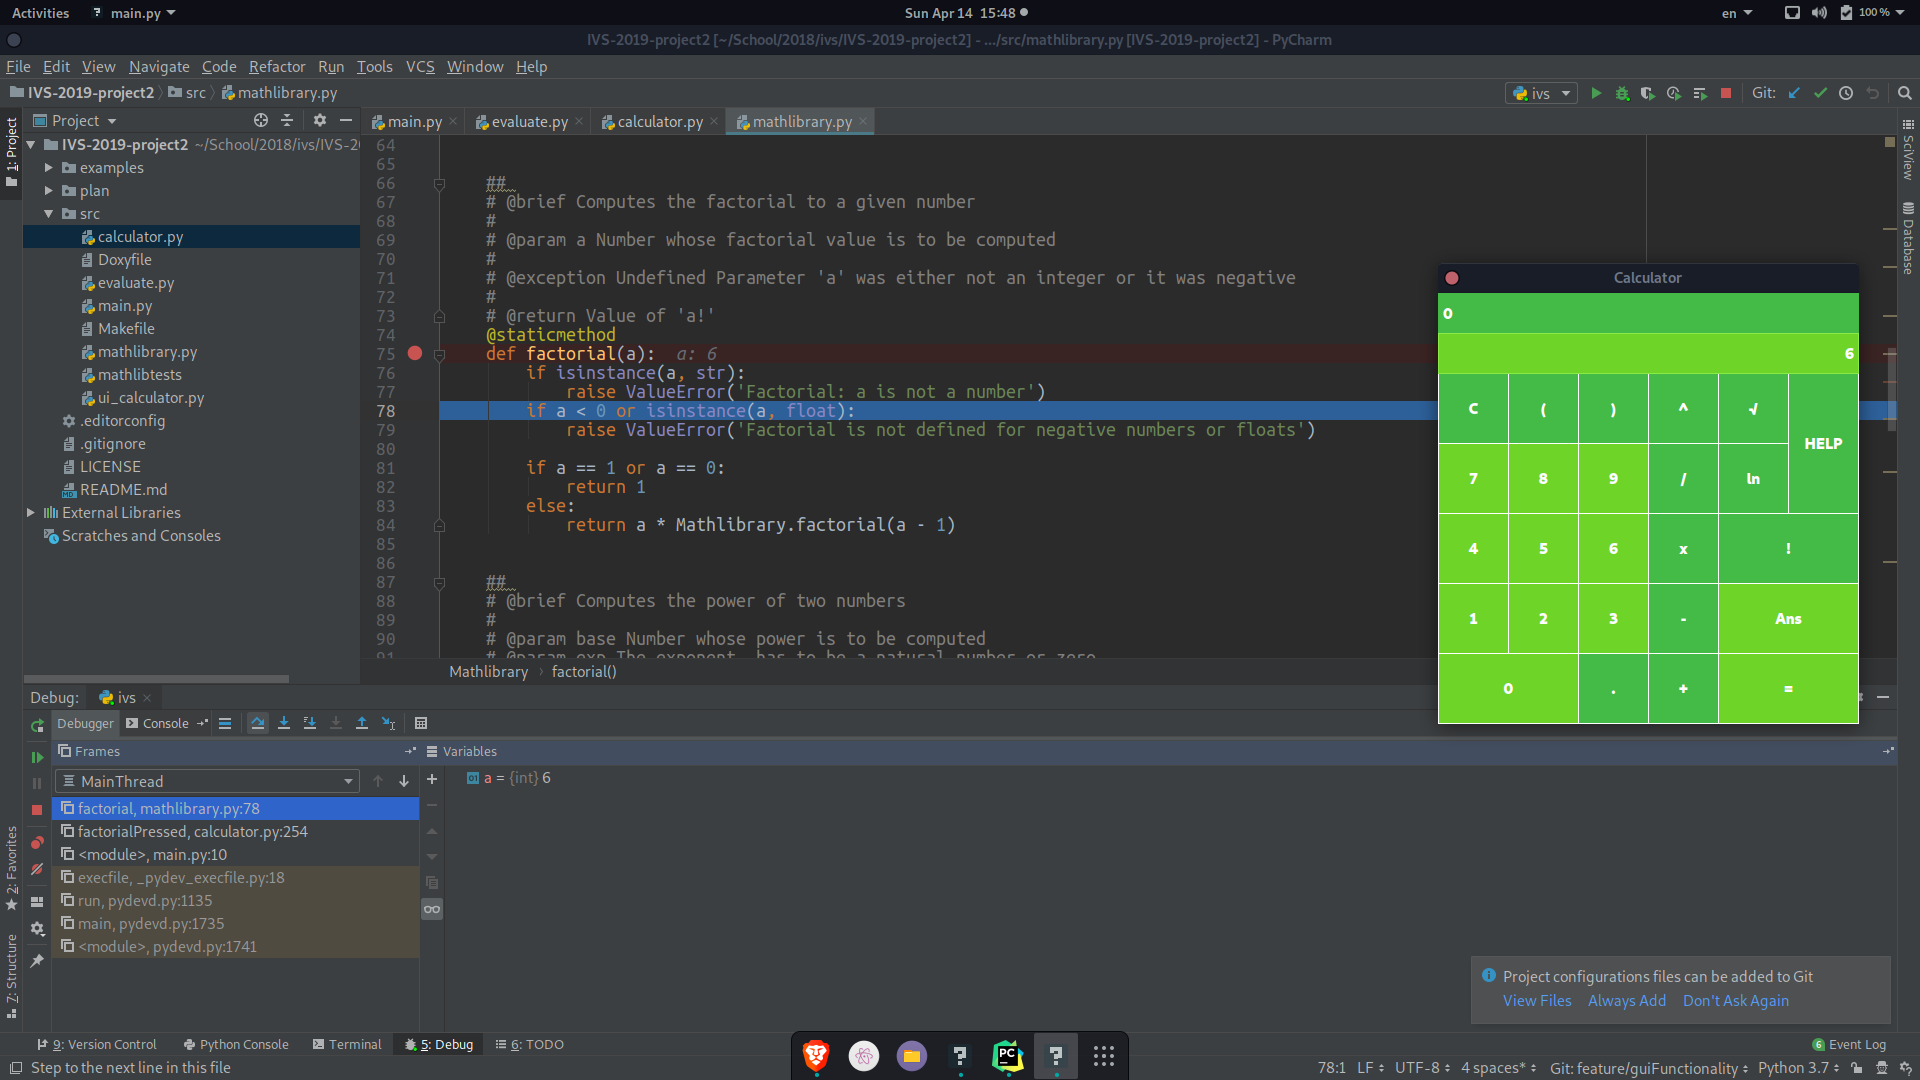 Activities main.py Sun Apr 14 15:48 en 100 %
IVS-2019-project2 [~/School/2018/ivs/IVS-2019-project2] - .../src/mathlibrary.py [IVS-2019-project2] - PyCharm
File Edit View Navigate Code Refactor Run Tools VCS Window Help
IVS-2019-project2 src mathlibrary.py ivs Git:
1: Project
2: Favorites
7: Structure
Project
IVS-2019-project2 ~/School/2018/ivs/IVS-2
examples
plan
src
calculator.py
Doxyfile
evaluate.py
main.py
Makefile
mathlibrary.py
mathlibtests
ui_calculator.py
.editorconfig
.gitignore
LICENSE
README.md
External Libraries
Scratches and Consoles
main.py evaluate.py calculator.py mathlibrary.py
64
65
66 ##
67 # @brief Computes the factorial to a given number
68 #
69 # @param a Number whose factorial value is to be computed
70 #
71 # @exception Undefined Parameter 'a' was either not an integer or it was negative
72 #
73 # @return Value of 'a!'
74 @staticmethod
75 def factorial(a): a: 6
76 if isinstance(a, str):
77 raise ValueError('Factorial: a is not a number')
78 if a < 0 or isinstance(a, float):
79 raise ValueError('Factorial is not defined for negative numbers or floats')
80
81 if a == 1 or a == 0:
82 return 1
83 else:
84 return a * Mathlibrary.factorial(a - 1)
85
86
87 ##
88 # @brief Computes the power of two numbers
89 #
90 # @param base Number whose power is to be computed
91 # @param exp The exponent, has to be a natural number or zero
Mathlibrary factorial()
SciView
Database
Calculator
0
6
C ( ) ^ √ HELP
7 8 9 / ln
4 5 6 x !
1 2 3 - Ans
0 . + =
Debug: ivs
Debugger Console
Frames Variables
MainThread
a = {int} 6
factorial, mathlibrary.py:78
factorialPressed, calculator.py:254
<module>, main.py:10
execfile, _pydev_execfile.py:18
run, pydevd.py:1135
main, pydevd.py:1735
<module>, pydevd.py:1741
Project configurations files can be added to Git
View Files Always Add Don't Ask Again
9: Version Control Python Console Terminal 5: Debug 6: TODO 6 Event Log
PC
Step to the next line in this file 78:1 LF UTF-8 4 spaces* Git: feature/guiFunctionality Python 3.7